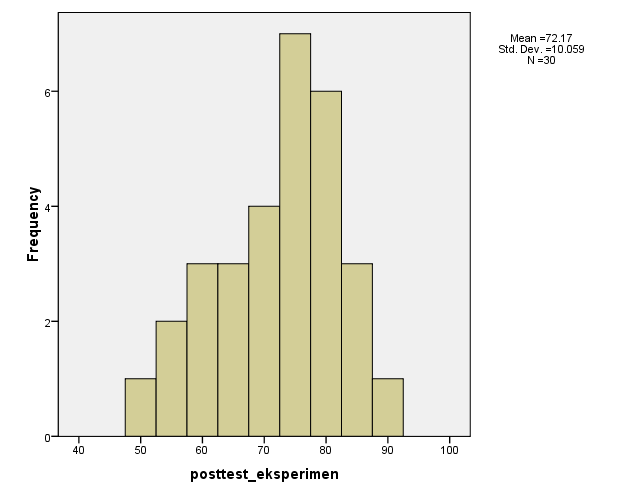 Mean =72.17
Std. Dev. =10.059
N =30
Frequency
6
4
2
0
40 50 60 70 80 90 100
posttest_eksperimen